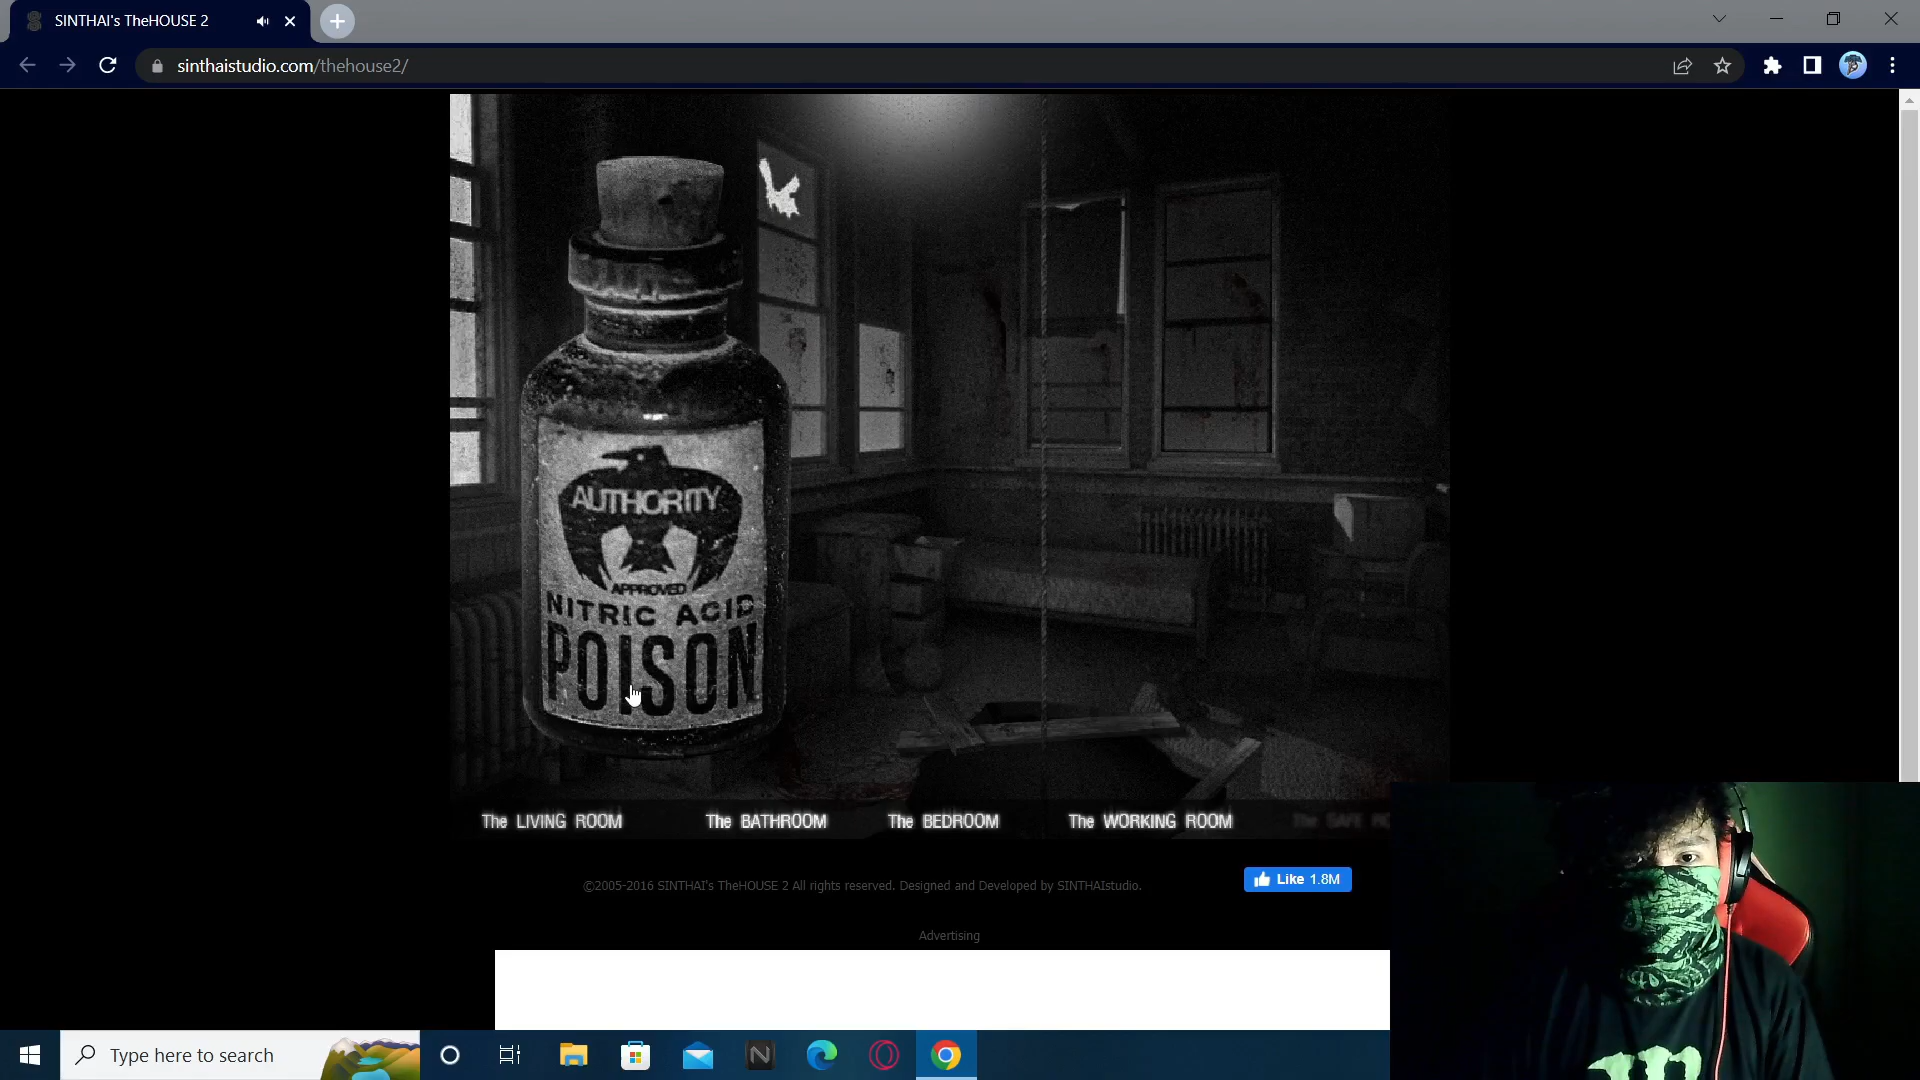 SINTHAI's TheHOUSE 2
sinthaistudio.com/thehouse2/
AUTHORITY
APPROVED
NITRIC ACID
POISON
The LIVING ROOM
The BATHROOM
The BEDROOM
The WORKING ROOM
The SAFE
©2005-2016 SINTHAI's TheHOUSE 2 All rights reserved. Designed and Developed by SINTHAIstudio.
Like 1.8M
Advertising
Type here to search